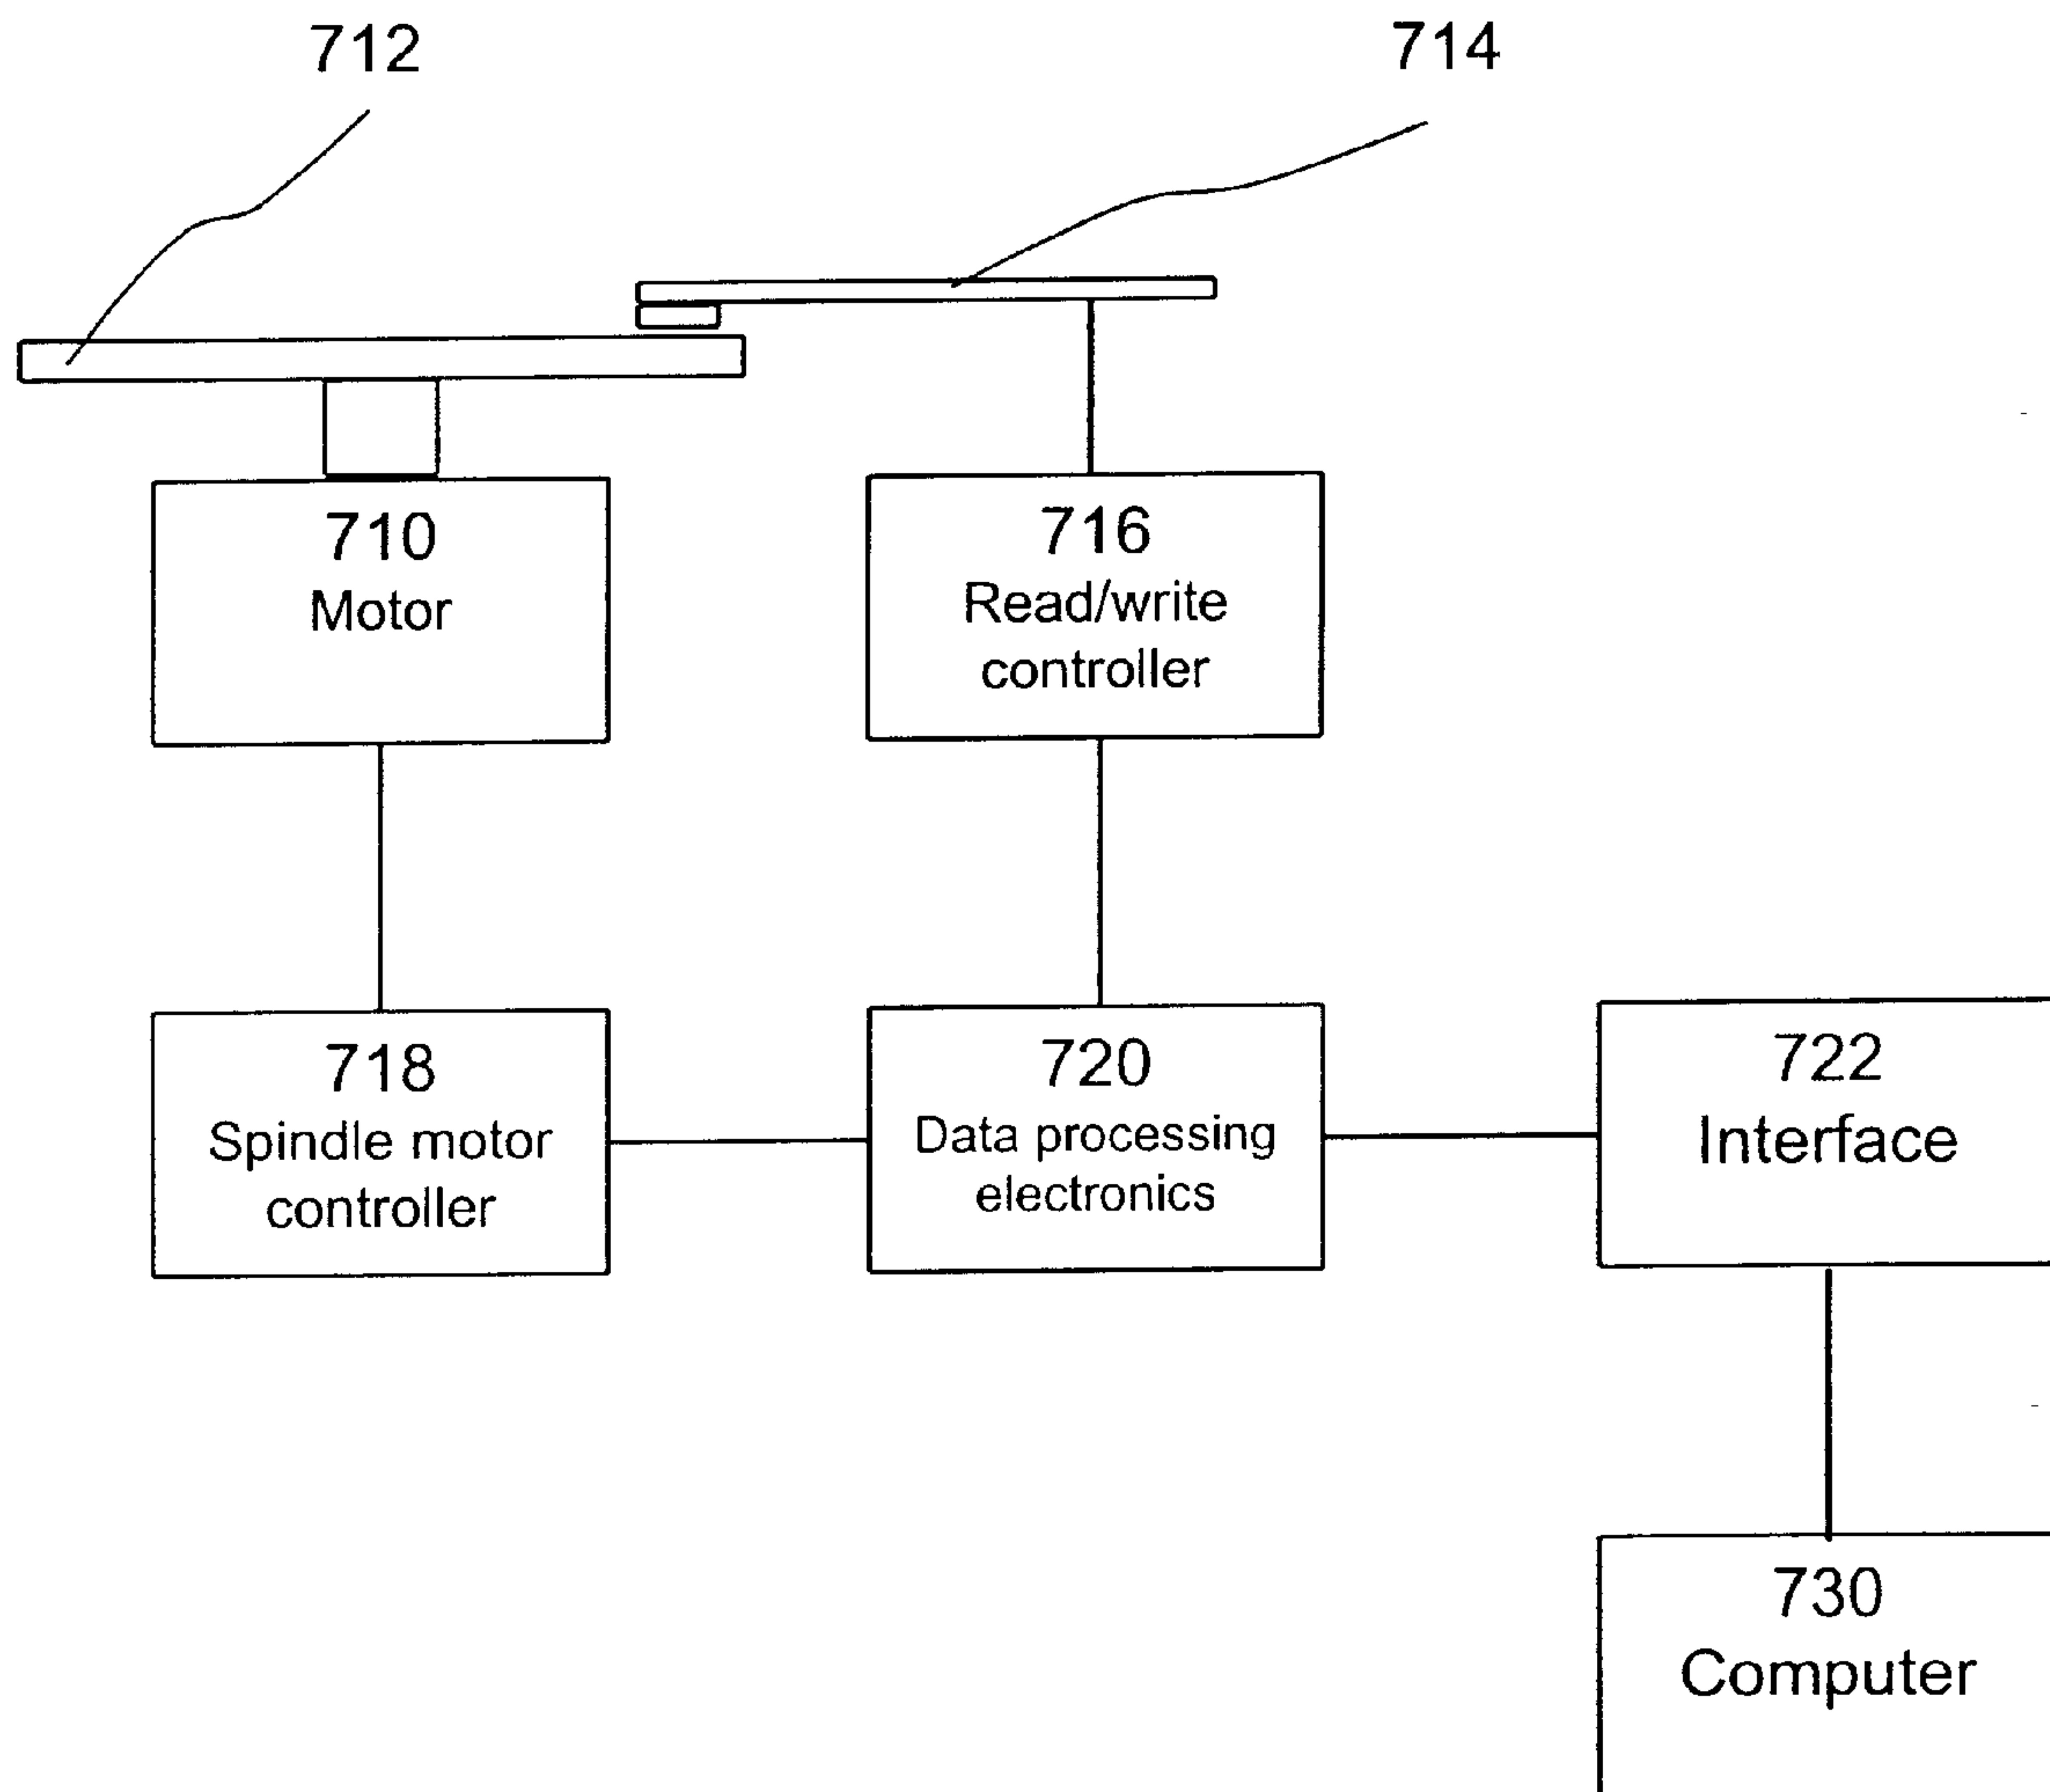 712
714
710
Motor
716
Read/write
controller
718
Spindle motor
controller
720
Data processing
electronics
722
Interface
730
Computer